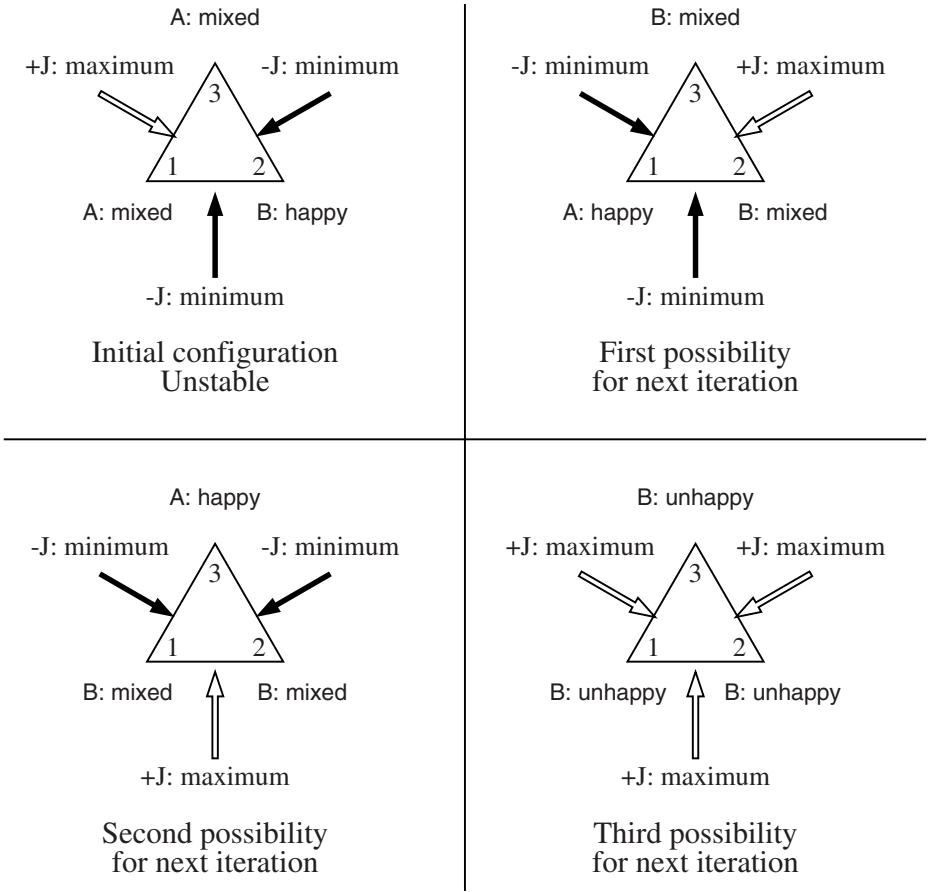 A: mixed
+J: maximum
-J: minimum
3
1
2
A: mixed
B: happy
-J: minimum
Initial configuration
Unstable
B: mixed
-J: minimum
+J: maximum
3
1
2
A: happy
B: mixed
-J: minimum
First possibility
for next iteration
A: happy
-J: minimum
-J: minimum
3
1
2
B: mixed
B: mixed
+J: maximum
Second possibility
for next iteration
B: unhappy
+J: maximum
+J: maximum
3
1
2
B: unhappy
B: unhappy
+J: maximum
Third possibility
for next iteration